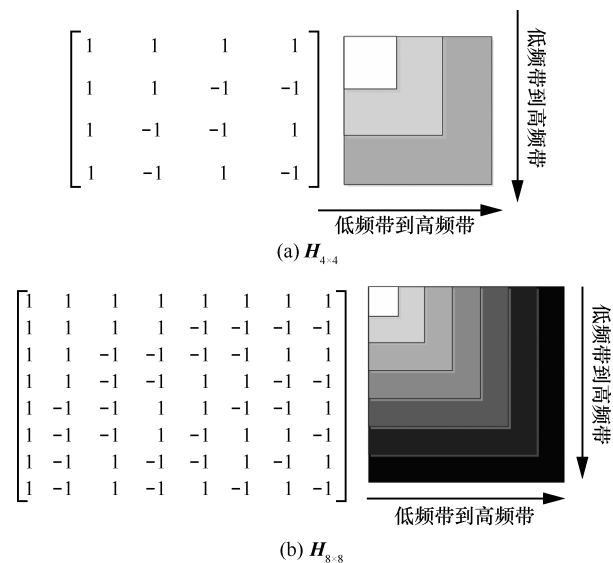 1 1 1 1
1 1 -1 -1
1 -1 -1 1
1 -1 1 -1
低频带到高频带
低频带到高频带
(a) H4×4
1 1 1 1 1 1 1 1
1 1 1 1 -1 -1 -1 -1
1 1 -1 -1 -1 -1 1 1
1 1 -1 -1 1 1 -1 -1
1 -1 -1 1 1 -1 -1 1
1 -1 -1 1 -1 1 1 -1
1 -1 1 -1 -1 1 -1 1
1 -1 1 -1 1 -1 1 -1
低频带到高频带
低频带到高频带
(b) H8×8